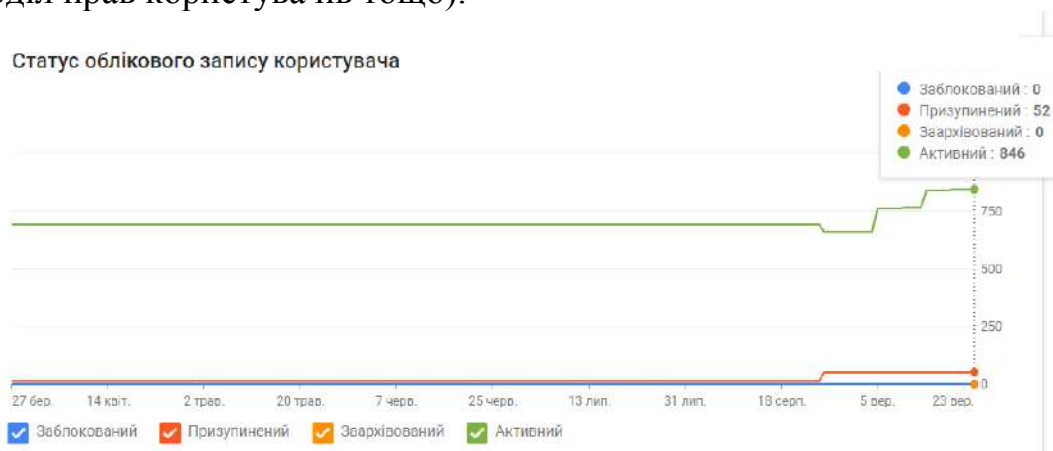 Статус облікового запису користувача
Заблокований : 0
Призупинений : 52
Заархівований : 0
Активний : 846
750
500
250
0
27 бер. 14 квіт. 2 трав. 20 трав. 7 черв. 25 черв. 13 лип. 31 лип. 18 серп. 5 вер. 23 вер.
Заблокований Призупинений Заархівований Активний